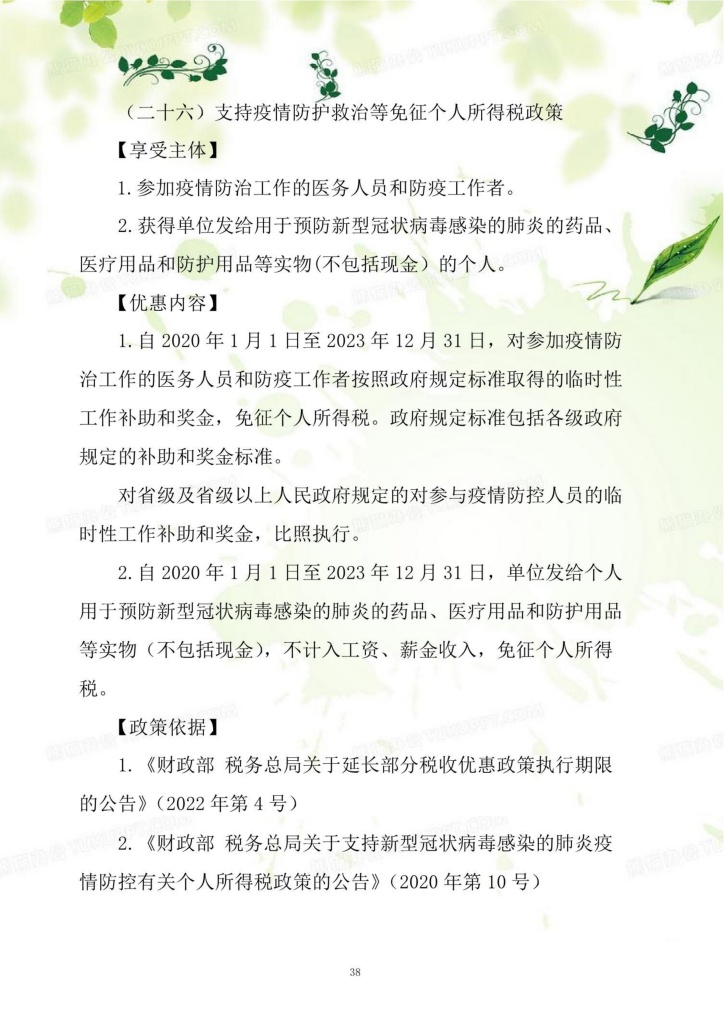 （二十六）支持疫情防护救治等免征个人所得税政策
【享受主体】
1.参加疫情防治工作的医务人员和防疫工作者。
2.获得单位发给用于预防新型冠状病毒感染的肺炎的药品、
医疗用品和防护用品等实物(不包括现金）的个人。
【优惠内容】
1.自 2020 年 1 月 1 日至 2023 年 12 月 31 日，对参加疫情防
治工作的医务人员和防疫工作者按照政府规定标准取得的临时性
工作补助和奖金，免征个人所得税。政府规定标准包括各级政府
规定的补助和奖金标准。
对省级及省级以上人民政府规定的对参与疫情防控人员的临
时性工作补助和奖金，比照执行。
2.自 2020 年 1 月 1 日至 2023 年 12 月 31 日，单位发给个人
用于预防新型冠状病毒感染的肺炎的药品、医疗用品和防护用品
等实物（不包括现金），不计入工资、薪金收入，免征个人所得
税。
【政策依据】
1.《财政部 税务总局关于延长部分税收优惠政策执行期限
的公告》（2022 年第 4 号）
2.《财政部 税务总局关于支持新型冠状病毒感染的肺炎疫
情防控有关个人所得税政策的公告》（2020 年第 10 号）
38